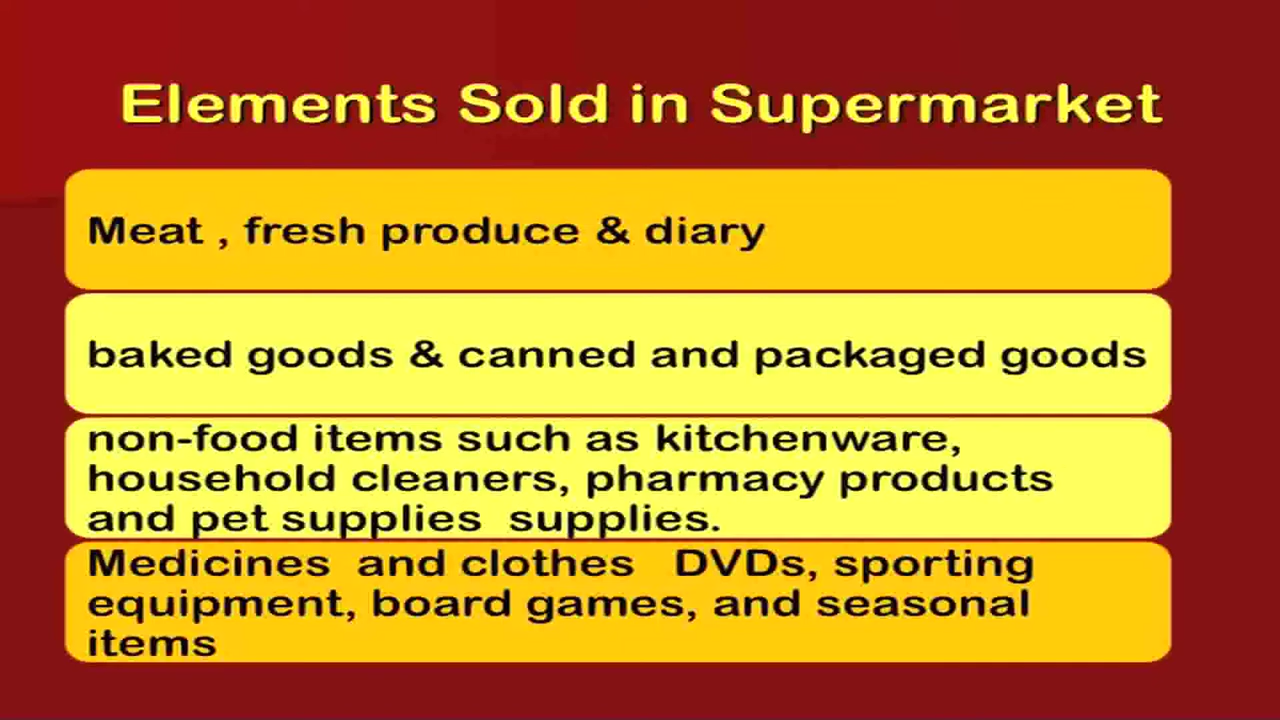 Elements Sold in Supermarket
Meat , fresh produce & diary
baked goods & canned and packaged goods
non-food items such as kitchenware,
household cleaners, pharmacy products
and pet supplies  supplies.
Medicines  and clothes   DVDs, sporting
equipment, board games, and seasonal
items